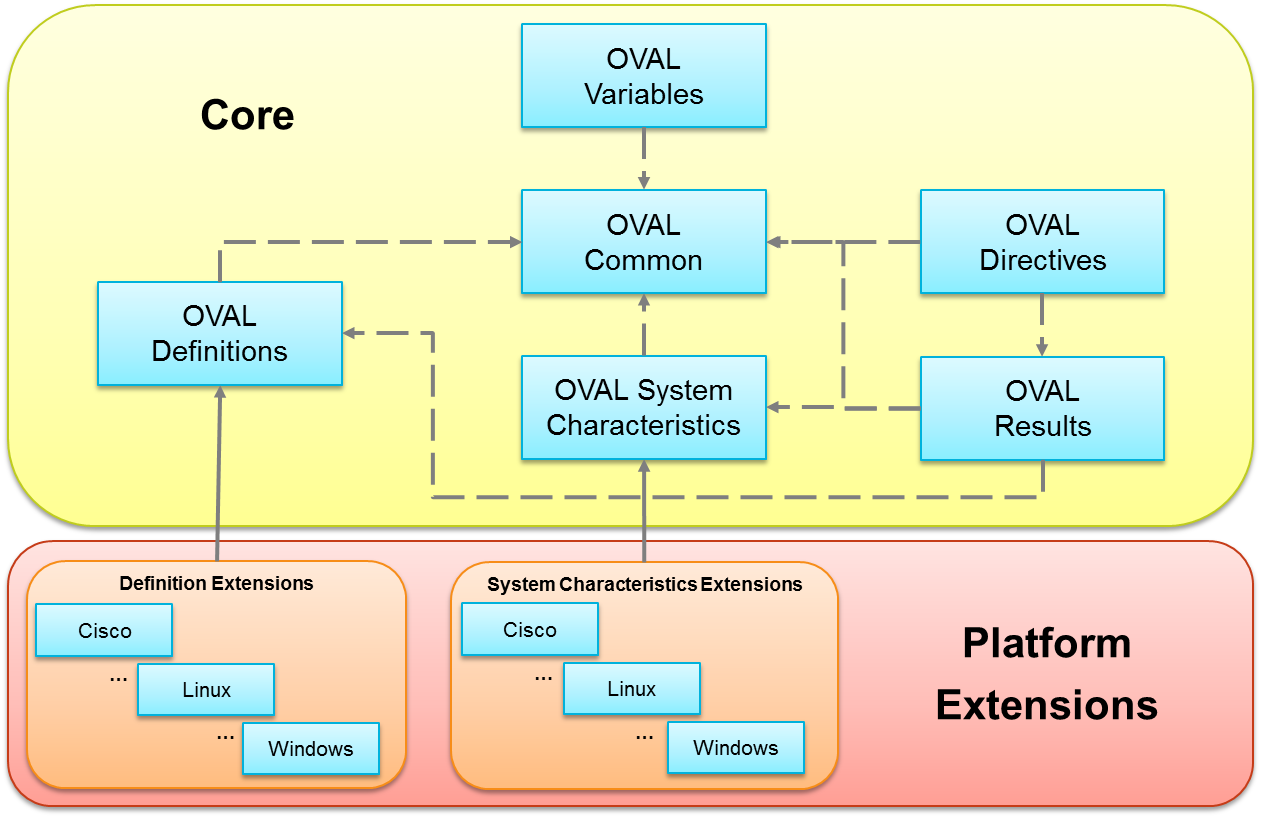 OVAL
Variables
Core
OVAL
Common
OVAL
Directives
OVAL
Definitions
OVAL System
Characteristics
OVAL
Results
Definition Extensions
Cisco
...
Linux
...
Windows
System Characteristics Extensions
Cisco
...
Linux
...
Windows
Platform
Extensions